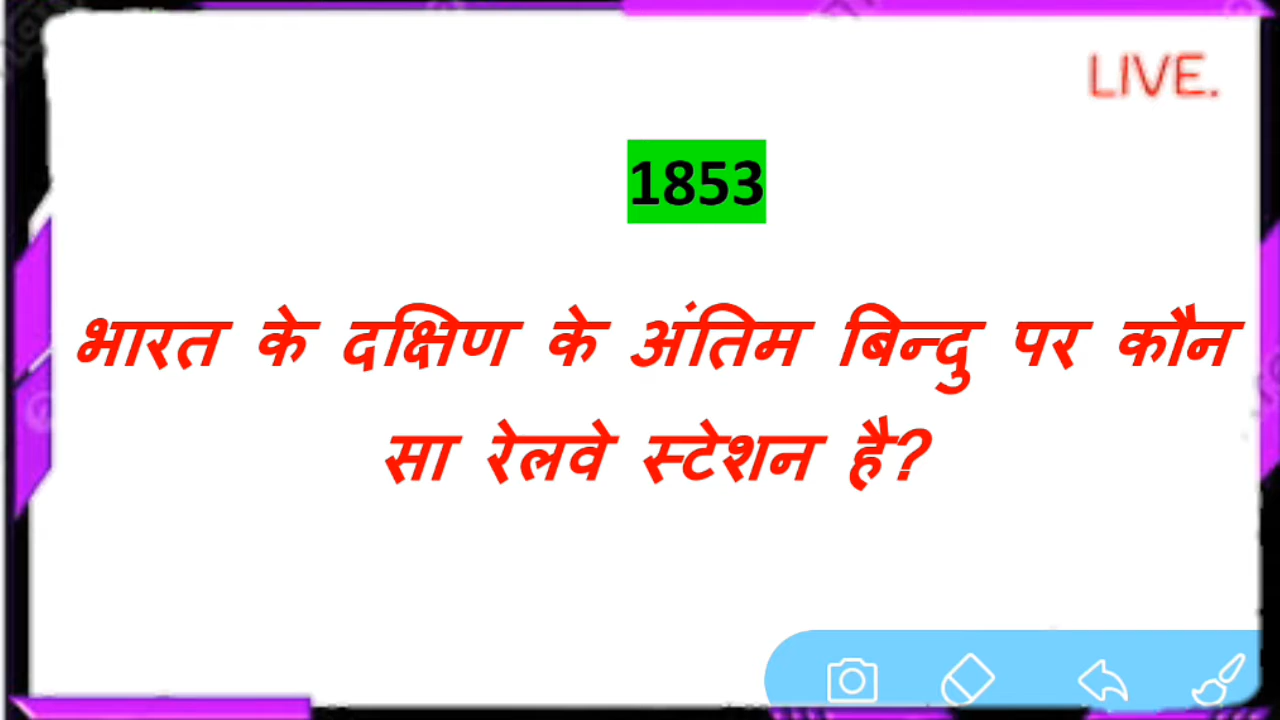 LIVE.
1853
भारत के दक्षिण के अंतिम बिन्दु पर कौन
सा रेलवे स्टेशन है?